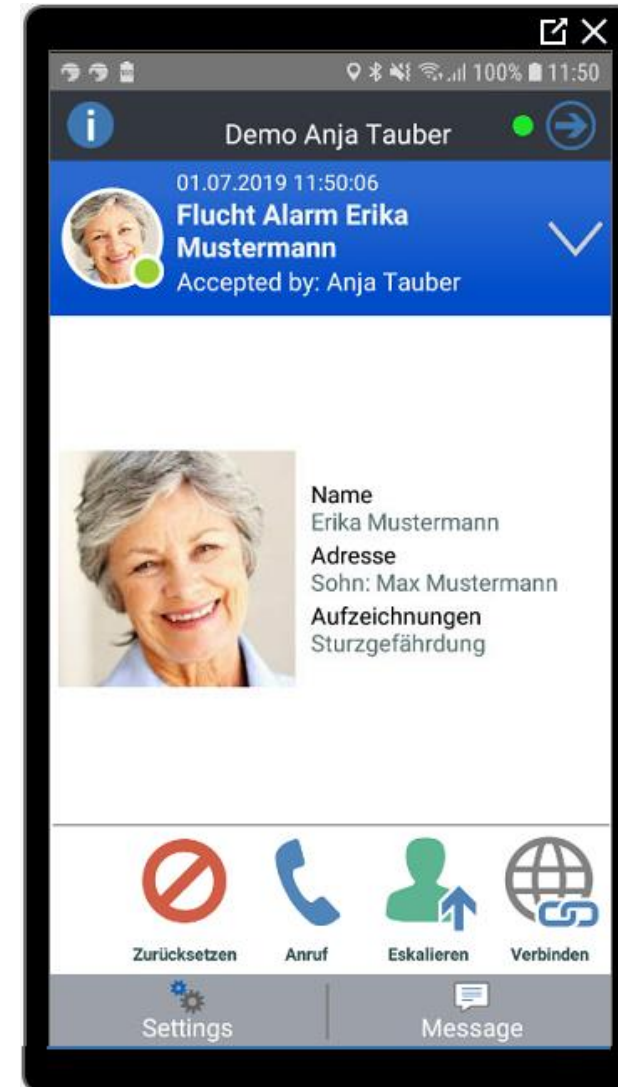 100% 11:50
Demo Anja Tauber
01.07.2019 11:50:06
Flucht Alarm Erika
Mustermann
Accepted by: Anja Tauber
Name
Erika Mustermann
Adresse
Sohn: Max Mustermann
Aufzeichnungen
Sturzgefährdung
Zurücksetzen Anruf Eskalieren Verbinden
Settings Message